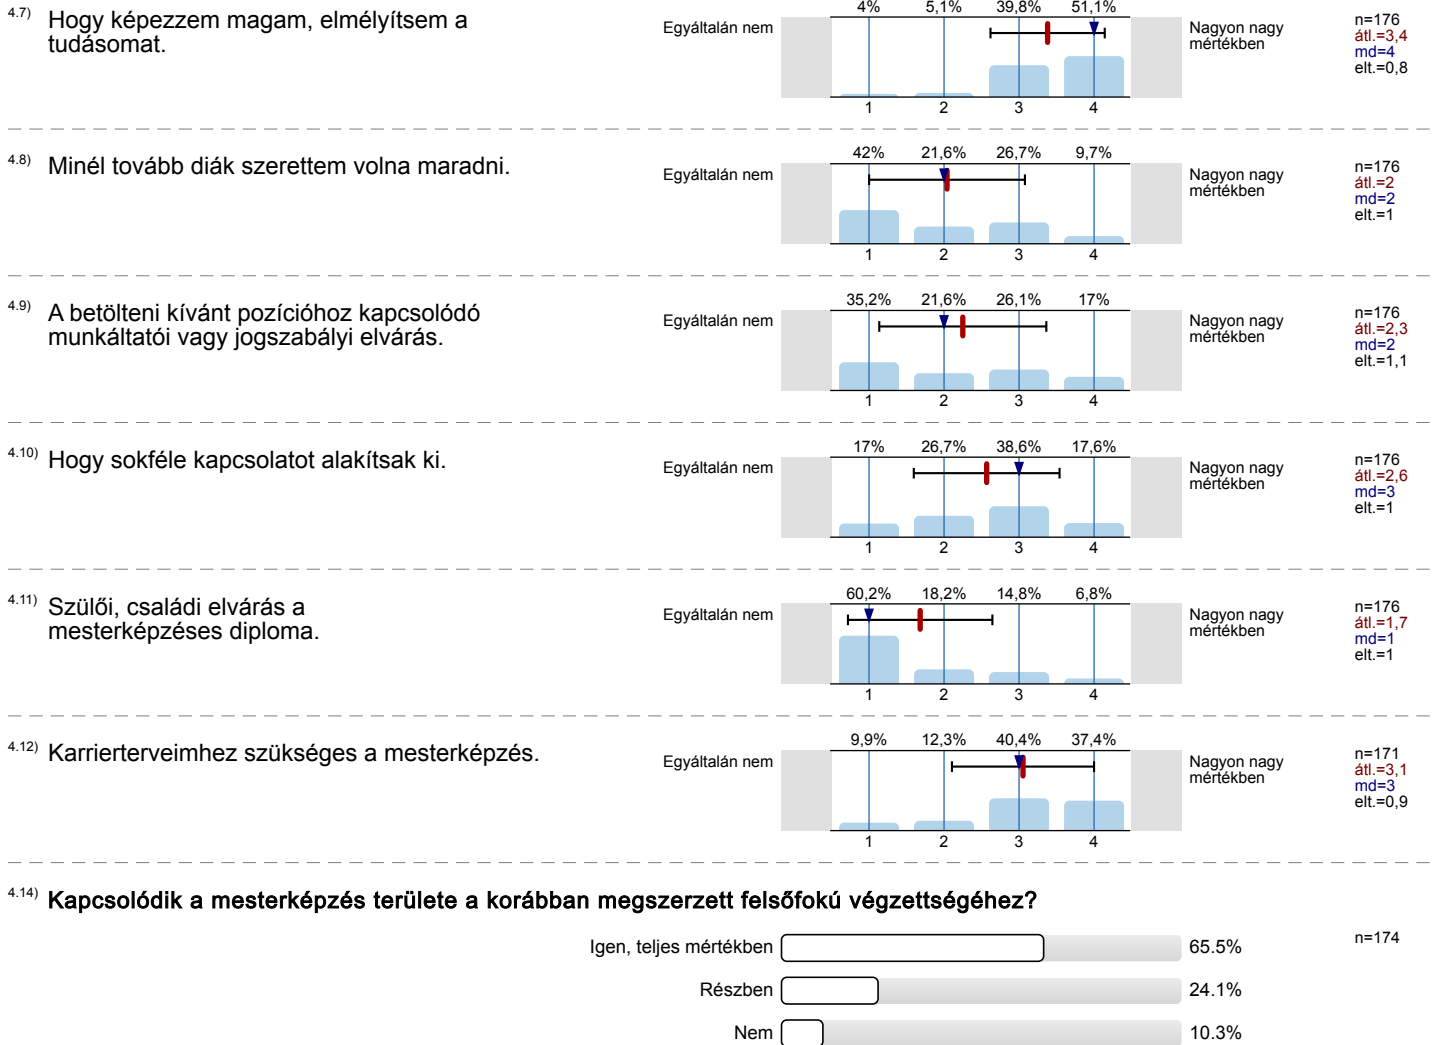 4.7) Hogy képezzem magam, elmélyítsem a
tudásomat.
Egyáltalán nem
4% 5,1% 39,8% 51,1%
1 2 3 4
Nagyon nagy
mértékben
n=176
átl.=3,4
md=4
elt.=0,8
4.8) Minél tovább diák szerettem volna maradni.
Egyáltalán nem
42% 21,6% 26,7% 9,7%
1 2 3 4
Nagyon nagy
mértékben
n=176
átl.=2
md=2
elt.=1
4.9) A betölteni kívánt pozícióhoz kapcsolódó
munkáltatói vagy jogszabályi elvárás.
Egyáltalán nem
35,2% 21,6% 26,1% 17%
1 2 3 4
Nagyon nagy
mértékben
n=176
átl.=2,3
md=2
elt.=1,1
4.10) Hogy sokféle kapcsolatot alakítsak ki.
Egyáltalán nem
17% 26,7% 38,6% 17,6%
1 2 3 4
Nagyon nagy
mértékben
n=176
átl.=2,6
md=3
elt.=1
4.11) Szülői, családi elvárás a
mesterképzéses diploma.
Egyáltalán nem
60,2% 18,2% 14,8% 6,8%
1 2 3 4
Nagyon nagy
mértékben
n=176
átl.=1,7
md=1
elt.=1
4.12) Karrierterveimhez szükséges a mesterképzés.
Egyáltalán nem
9,9% 12,3% 40,4% 37,4%
1 2 3 4
Nagyon nagy
mértékben
n=171
átl.=3,1
md=3
elt.=0,9
4.14) Kapcsolódik a mesterképzés területe a korábban megszerzett felsőfokú végzettségéhez?
Igen, teljes mértékben 65.5% n=174
Részben 24.1%
Nem 10.3%